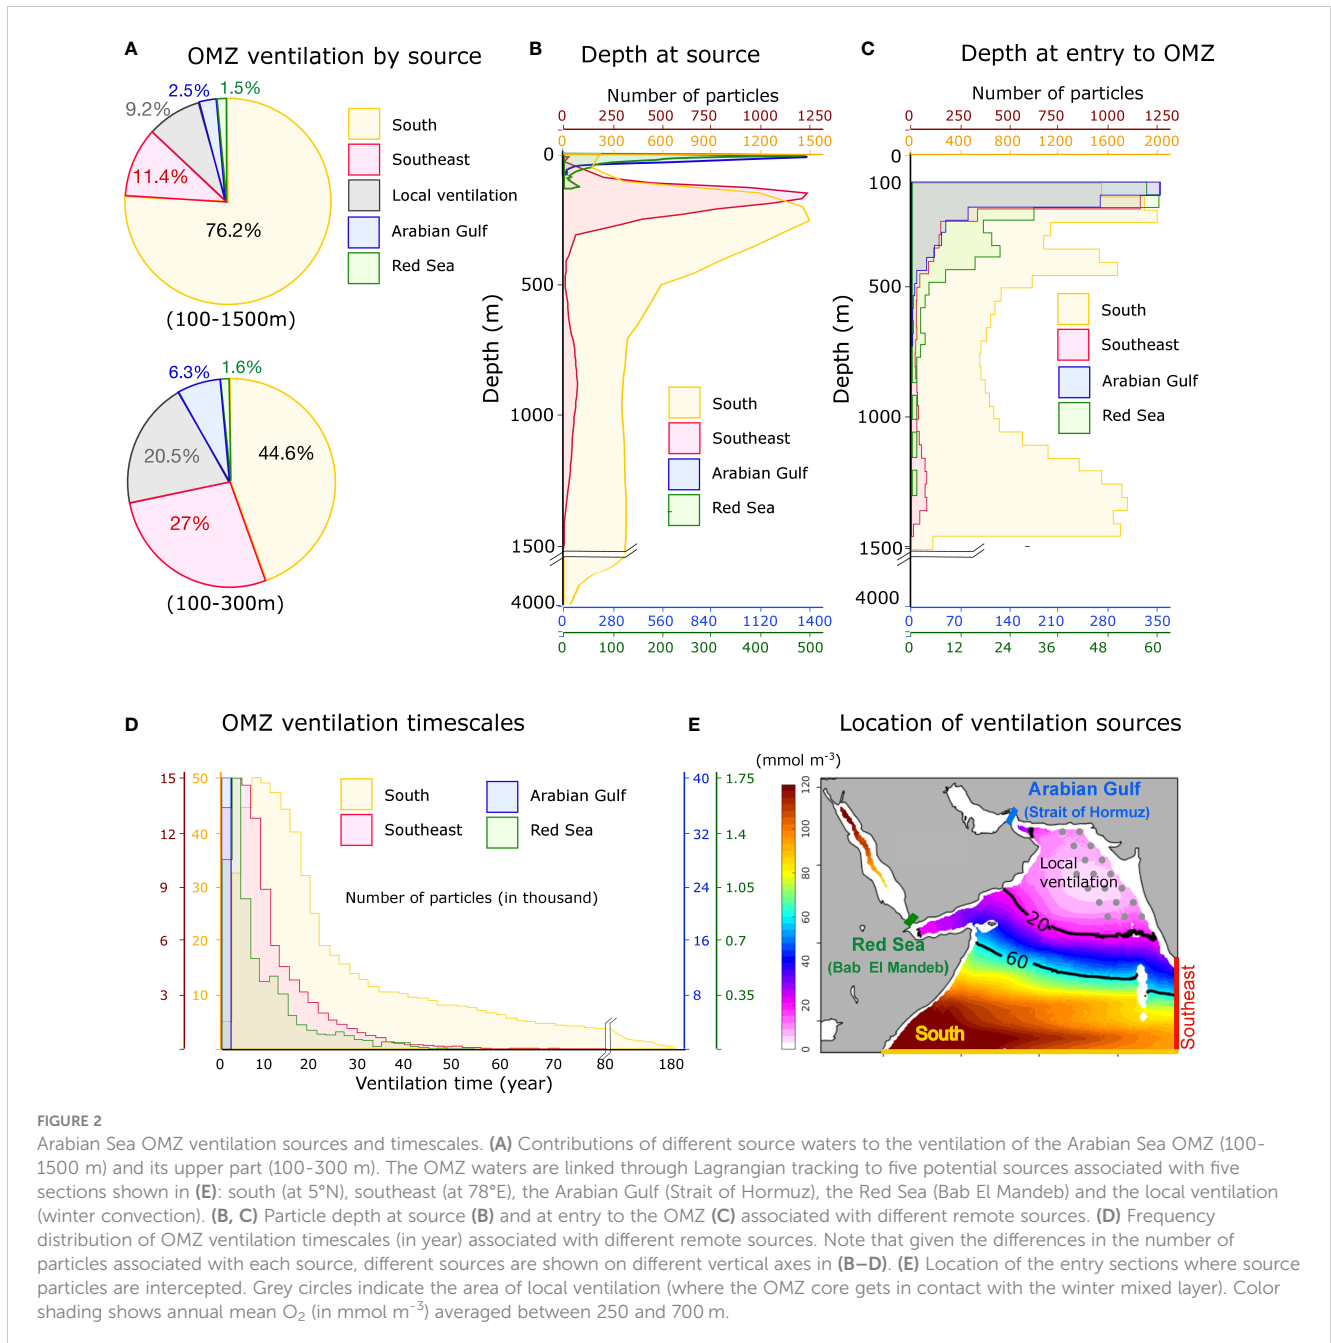 A
OMZ ventilation by source
9.2%
2.5%
1.5%
11.4%
76.2%
South
Southeast
Local ventilation
Arabian Gulf
Red Sea
(100-1500m)
6.3%
1.6%
44.6%
20.5%
27%
(100-300m)
B
Depth at source
Number of particles
0 250 500 750 1000 1250
0 300 600 900 1200 1500
0
500
1000
1500
4000
Depth (m)
South
Southeast
Arabian Gulf
Red Sea
0 280 560 840 1120 1400
0 100 200 300 400 500
C
Depth at entry to OMZ
Number of particles
0 250 500 750 1000 1250
0 400 800 1200 1600 2000
0
100
500
1000
1500
4000
Depth (m)
South
Southeast
Arabian Gulf
Red Sea
0 70 140 210 280 350
0 12 24 36 48 60
D
OMZ ventilation timescales
15 50
12 40
9 30
6 20
3 10
South
Southeast
Arabian Gulf
Red Sea
Number of particles (in thousand)
40 1.75
32 1.4
24 1.05
16 0.7
8 0.35
0 10 20 30 40 50 60 70 80 180
Ventilation time (year)
E
Location of ventilation sources
(mmol m-3)
120
100
80
60
40
20
0
Arabian Gulf
(Strait of Hormuz)
Local
ventilation
20
60
Red Sea
(Bab El Mandeb)
South
Southeast
FIGURE 2
Arabian Sea OMZ ventilation sources and timescales. (A) Contributions of different source waters to the ventilation of the Arabian Sea OMZ (100-
1500 m) and its upper part (100-300 m). The OMZ waters are linked through Lagrangian tracking to five potential sources associated with five
sections shown in (E): south (at 5°N), southeast (at 78°E), the Arabian Gulf (Strait of Hormuz), the Red Sea (Bab El Mandeb) and the local ventilation
(winter convection). (B, C) Particle depth at source (B) and at entry to the OMZ (C) associated with different remote sources. (D) Frequency
distribution of OMZ ventilation timescales (in year) associated with different remote sources. Note that given the differences in the number of
particles associated with each source, different sources are shown on different vertical axes in (B–D). (E) Location of the entry sections where source
particles are intercepted. Grey circles indicate the area of local ventilation (where the OMZ core gets in contact with the winter mixed layer). Color
shading shows annual mean O2 (in mmol m-3) averaged between 250 and 700 m.